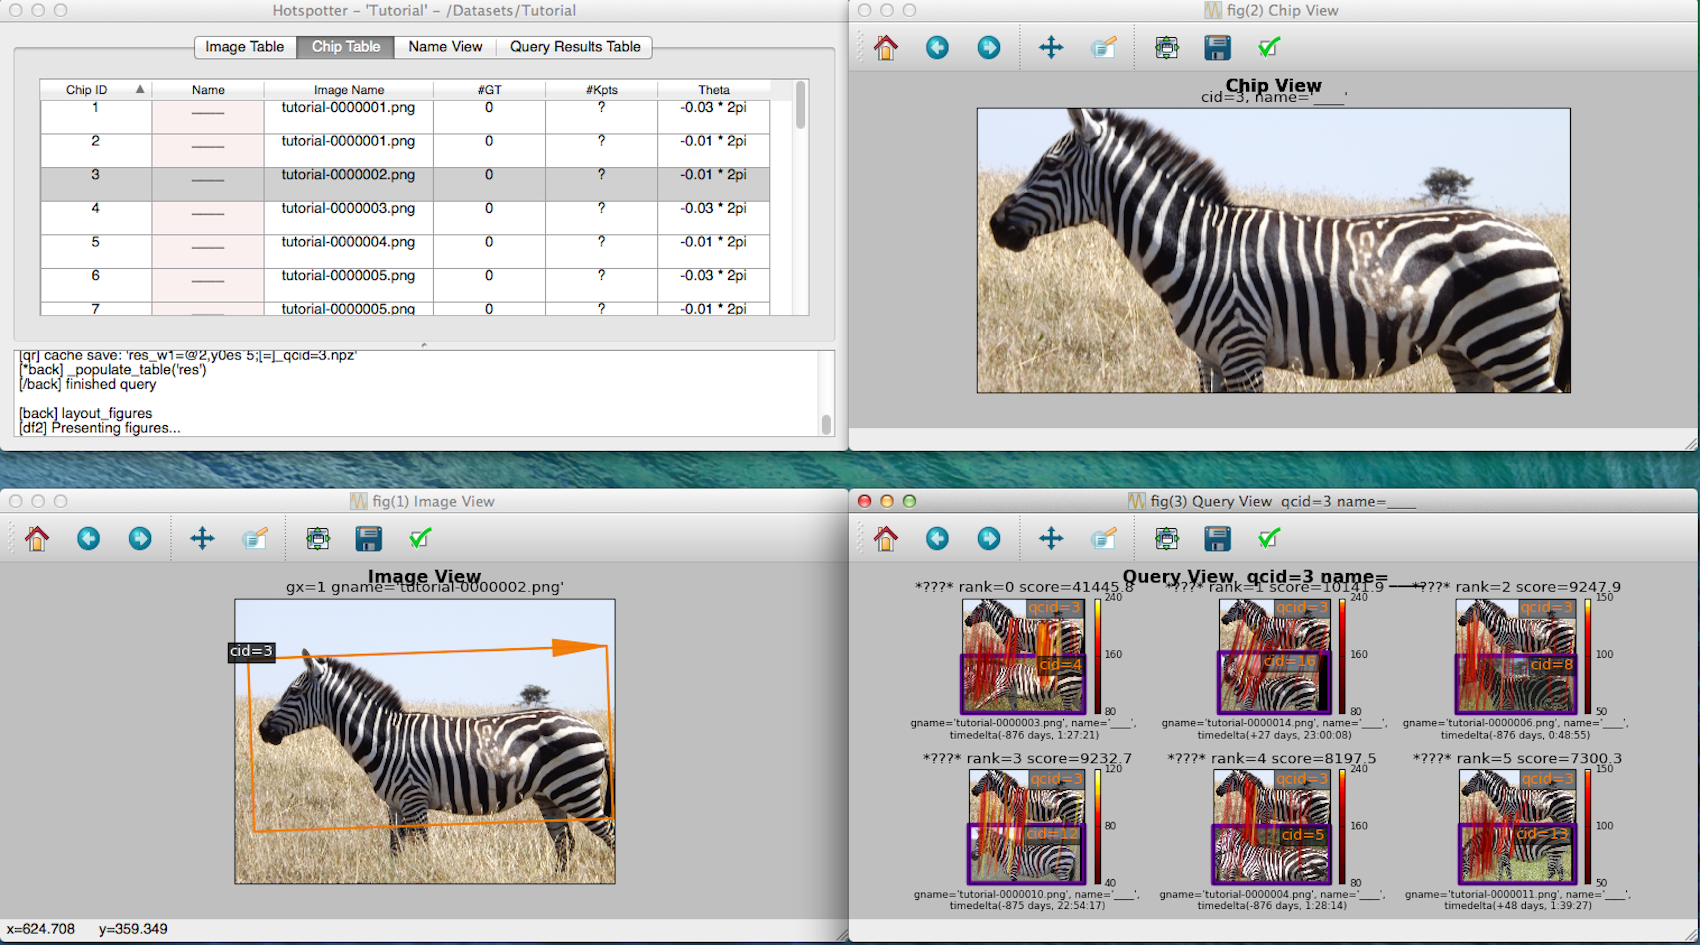 Hotspotter – 'Tutorial' – /Datasets/Tutorial
Image Table Chip Table Name View Query Results Table
Chip ID Name Image Name #GT #Kpts Theta
1 ____ tutorial-0000001.png 0 ? -0.03 * 2pi
2 ____ tutorial-0000001.png 0 ? -0.01 * 2pi
3 ____ tutorial-0000002.png 0 ? -0.01 * 2pi
4 ____ tutorial-0000003.png 0 ? -0.03 * 2pi
5 ____ tutorial-0000004.png 0 ? -0.01 * 2pi
6 ____ tutorial-0000005.png 0 ? -0.03 * 2pi
7 ____ tutorial-0000005.png 0 ? -0.01 * 2pi
[qr] cache save: 'res_w1=@2,y0es 5;[=]_qcid=3.npz'
[*back] _populate_table('res')
[/back] finished query
[back] layout_figures
[df2] Presenting figures...
fig(2) Chip View
Chip View
cid=3, name='____'
fig(1) Image View
Image View
gx=1 gname='tutorial-0000002.png'
cid=3
x=624.708 y=359.349
fig(3) Query View qcid=3 name=____
Query View qcid=3 name=____
*???* rank=0 score=41445.8
qcid=3
cid=4
240
160
80
gname='tutorial-0000003.png', name='____',
timedelta(-876 days, 1:27:21)
*???* rank=1 score=10141.9
qcid=3
cid=16
240
160
80
gname='tutorial-0000014.png', name='____',
timedelta(+27 days, 23:00:08)
*???* rank=2 score=9247.9
qcid=3
cid=8
150
100
50
gname='tutorial-0000006.png', name='____',
timedelta(-876 days, 0:48:55)
*???* rank=3 score=9232.7
qcid=3
cid=12
120
80
40
gname='tutorial-0000010.png', name='____',
timedelta(-875 days, 22:54:17)
*???* rank=4 score=8197.5
qcid=3
cid=5
240
160
80
gname='tutorial-0000004.png', name='____',
timedelta(-876 days, 1:28:14)
*???* rank=5 score=7300.3
qcid=3
cid=13
150
100
50
gname='tutorial-0000011.png', name='____',
timedelta(+48 days, 1:39:27)